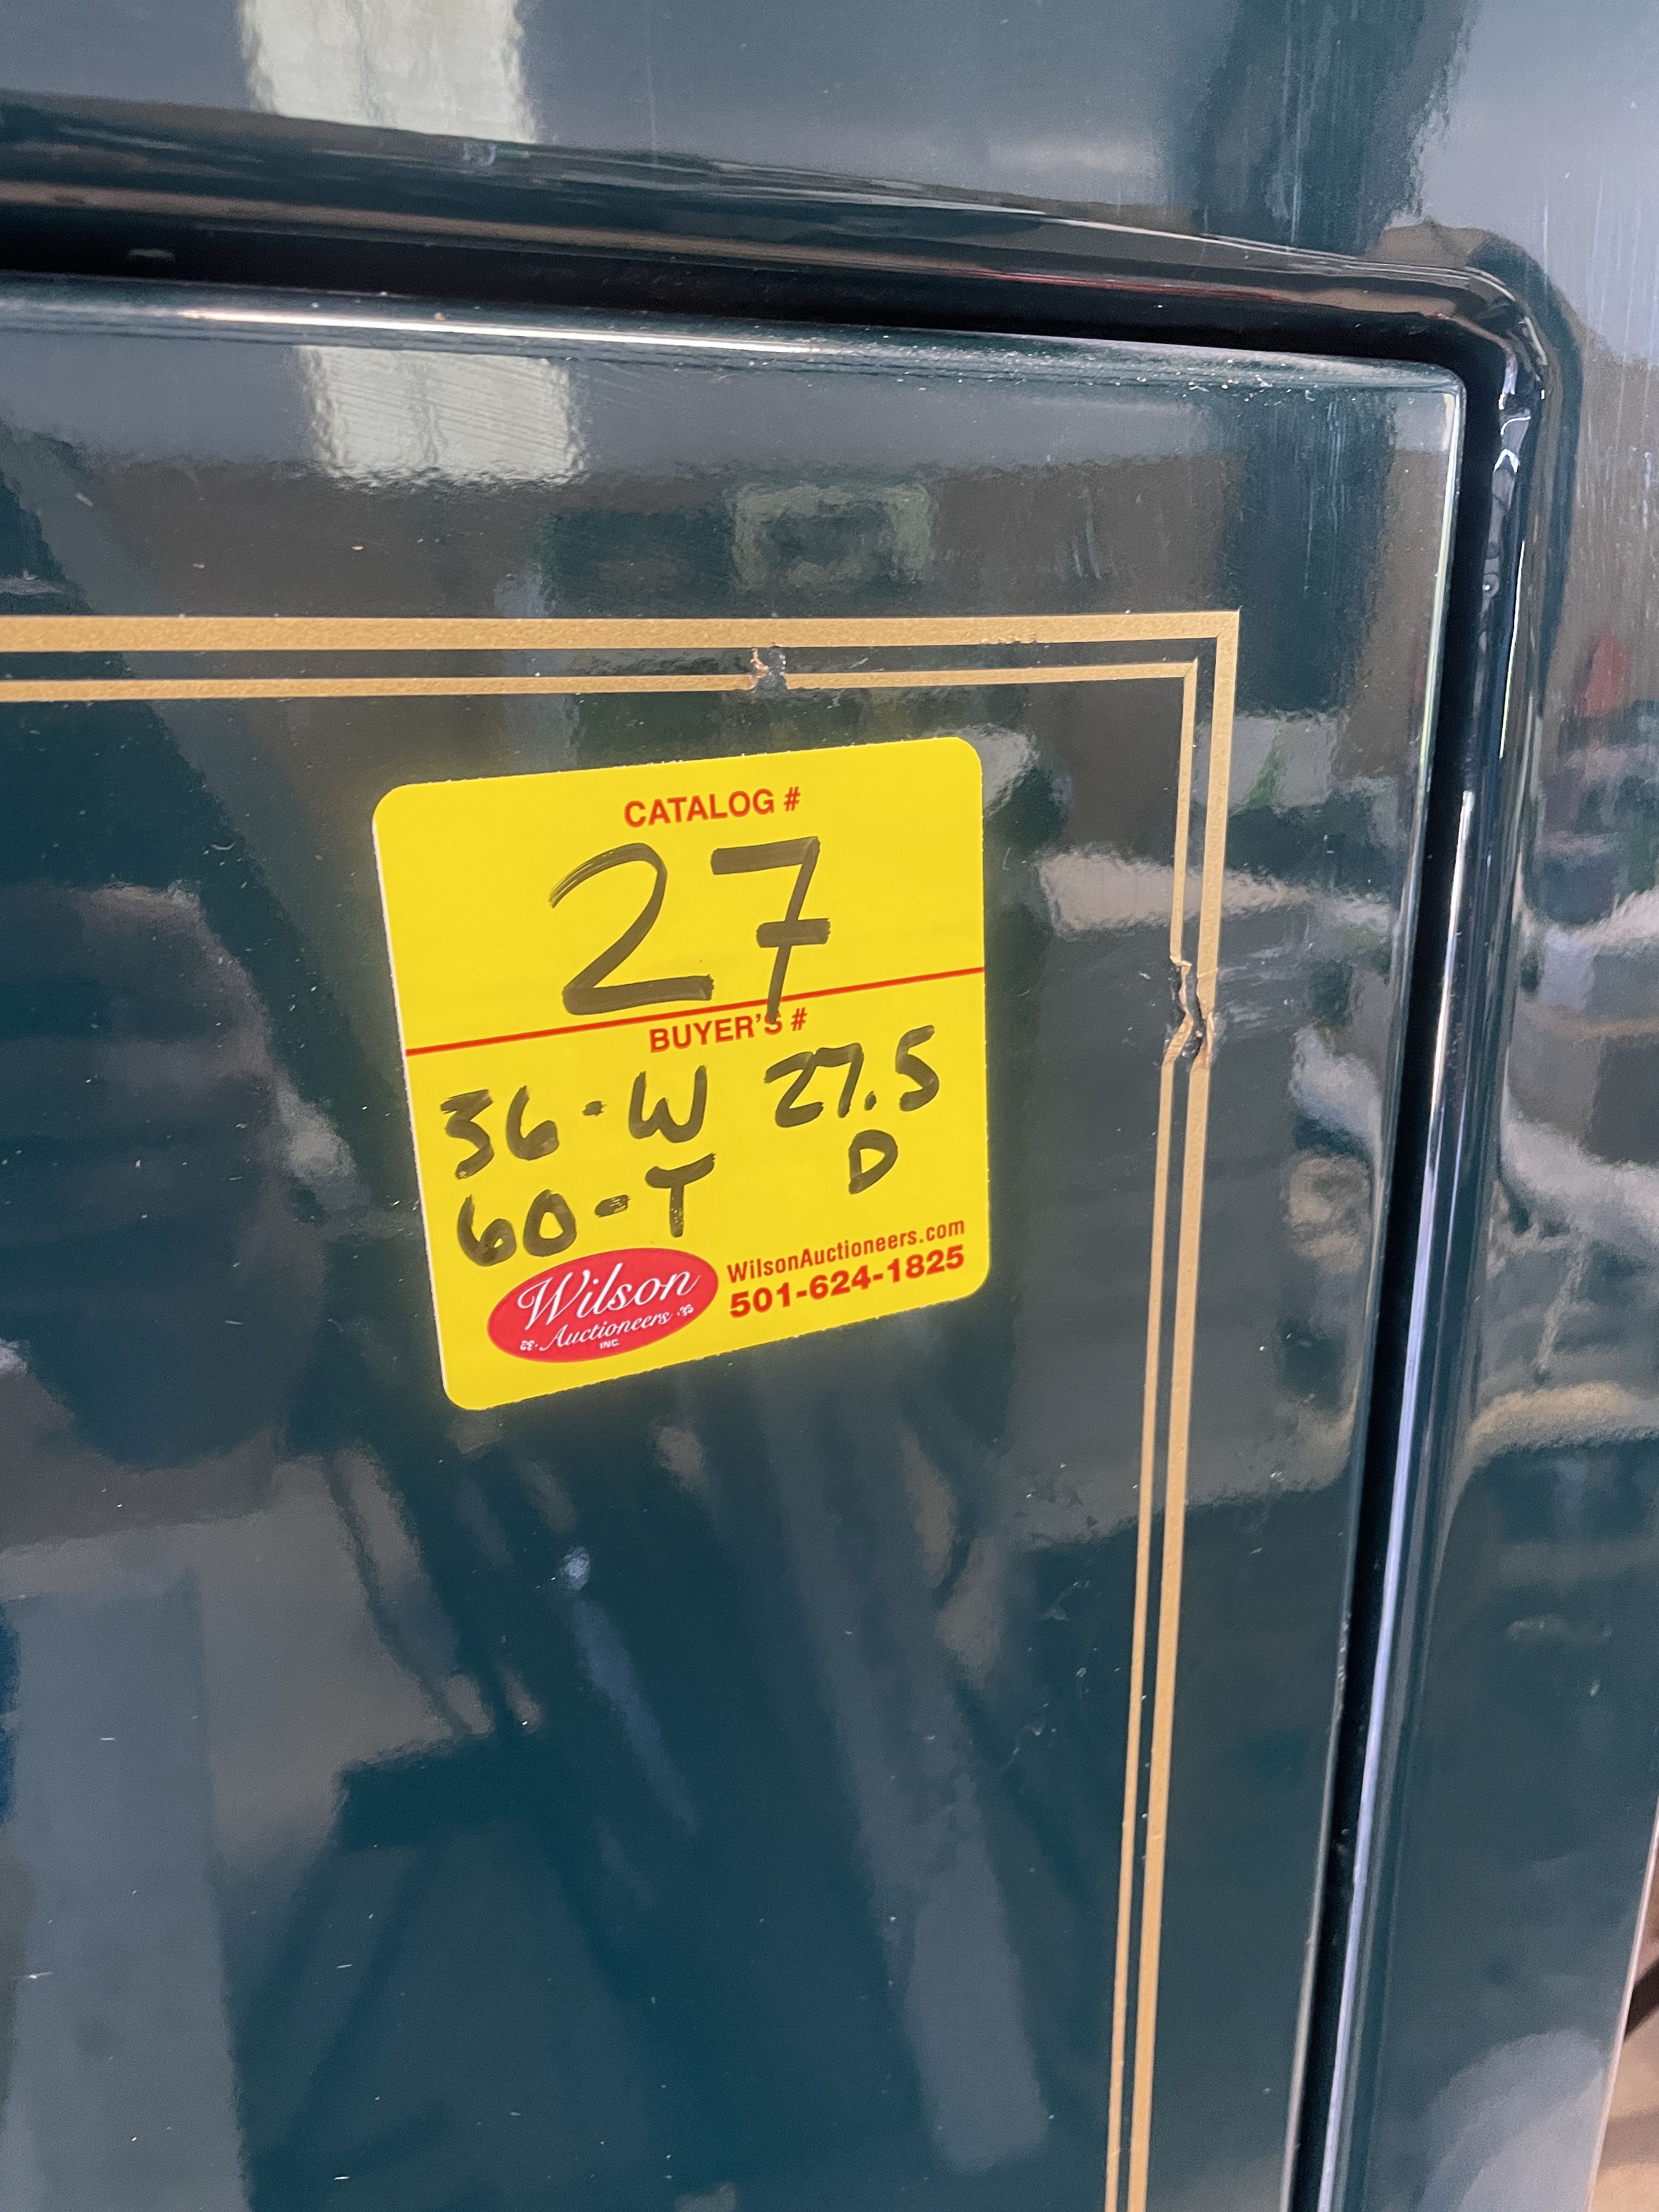 CATALOG #
27
BUYER'S #
36-W 27.5
60-T D
Wilson
Auctioneers
INC.
WilsonAuctioneers.com
501-624-1825